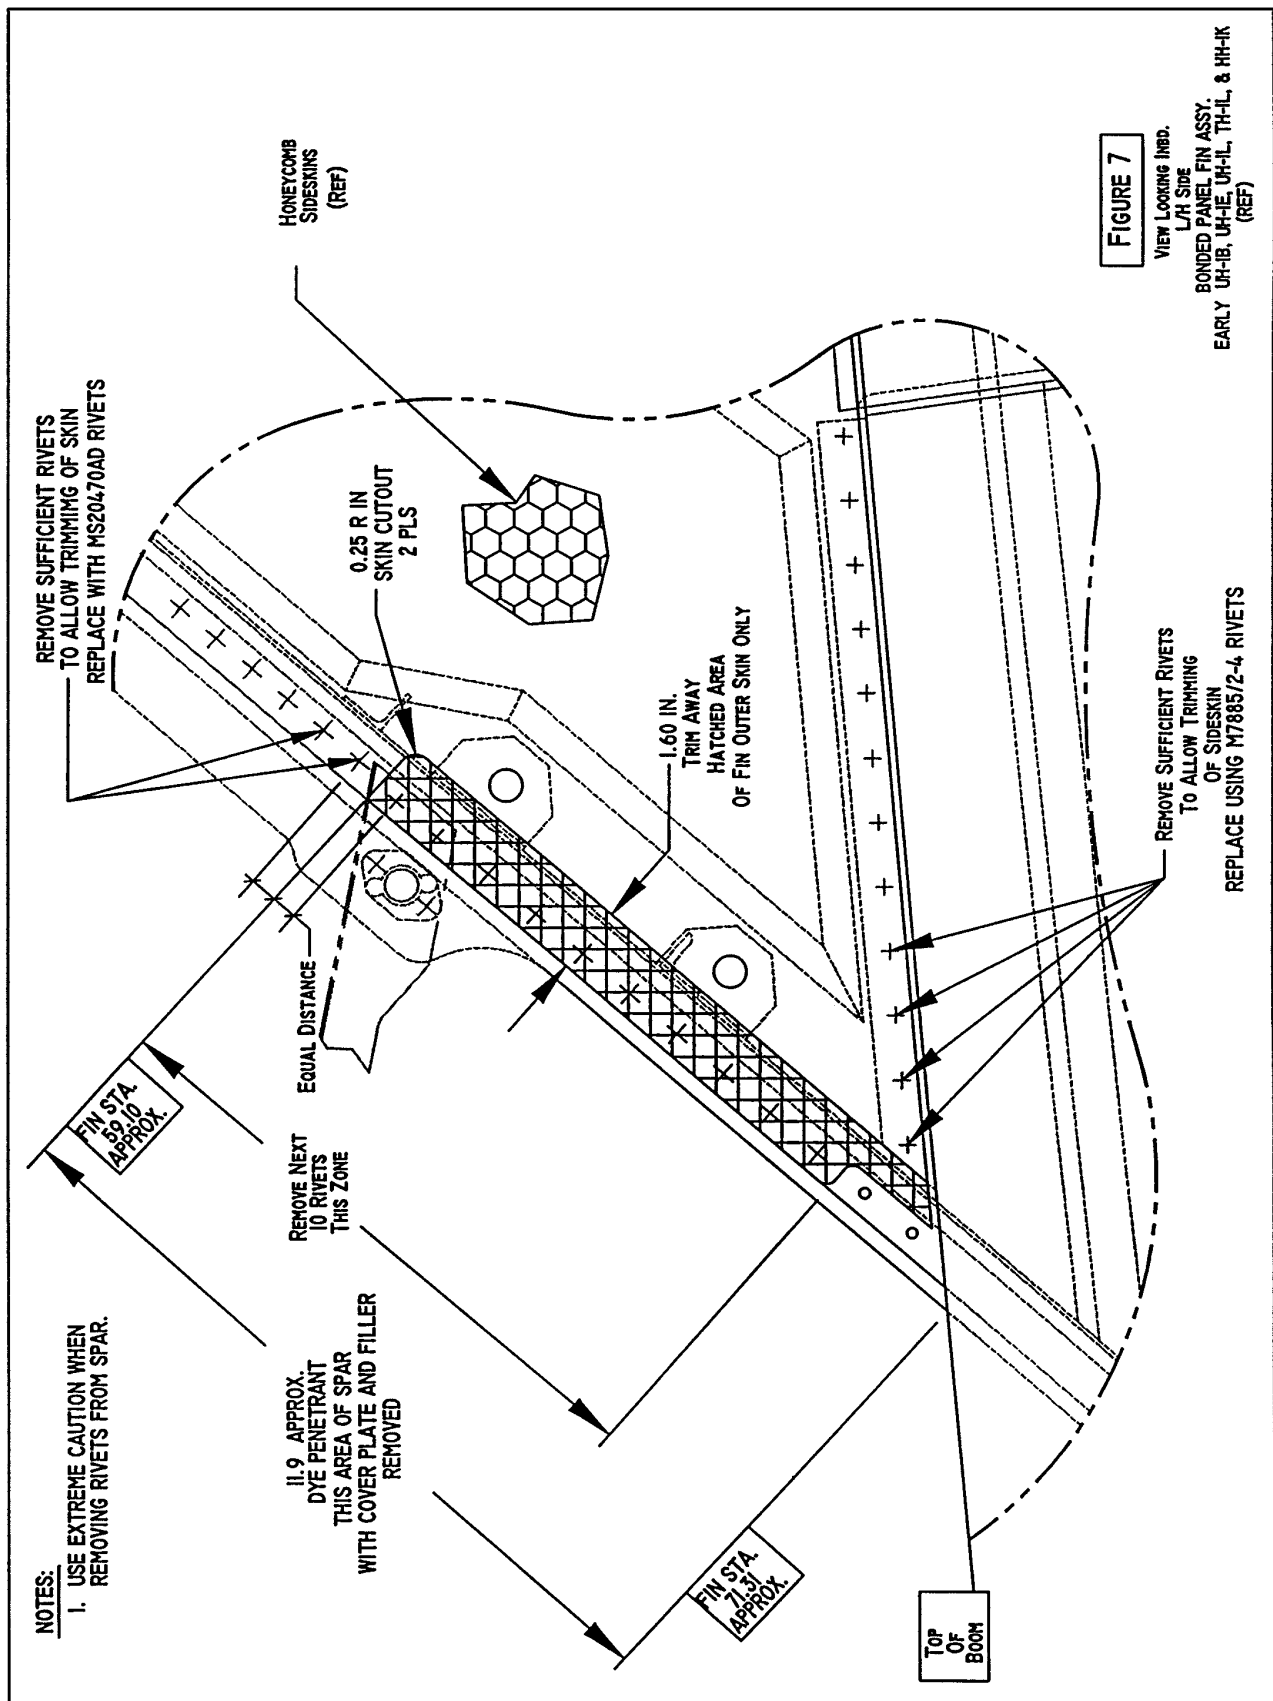 NOTES:
1. USE EXTREME CAUTION WHEN
REMOVING RIVETS FROM SPAR.
FIN STA.
59.10
APPROX.
REMOVE SUFFICIENT RIVETS
TO ALLOW TRIMMIMG OF SKIN
REPLACE WITH MS20470AD RIVETS
HONEYCOMB
SIDESKINS
(REF)
EQUAL DISTANCE
0.25 R IN
SKIN CUTOUT
2 PLS
REMOVE NEXT
10 RIVETS
THIS ZONE
11.9 APPROX.
DYE PENETRANT
THIS AREA OF SPAR
WITH COVER PLATE AND FILLER
REMOVED
1.60 IN.
TRIM AWAY
HATCHED AREA
OF FIN OUTER SKIN ONLY
FIN STA.
71.31
APPROX.
TOP
OF
BOOM
REMOVE SUFFICIENT RIVETS
TO ALLOW TRIMMING
OF SIDESKIN
REPLACE USING M7885/2-4 RIVETS
FIGURE 7
VIEW LOOKING INBD.
L/H SIDE
BONDED PANEL FIN ASSY.
EARLY UH-1B, UH-1E, UH-1L, TH-1L, & HH-1K
(REF)